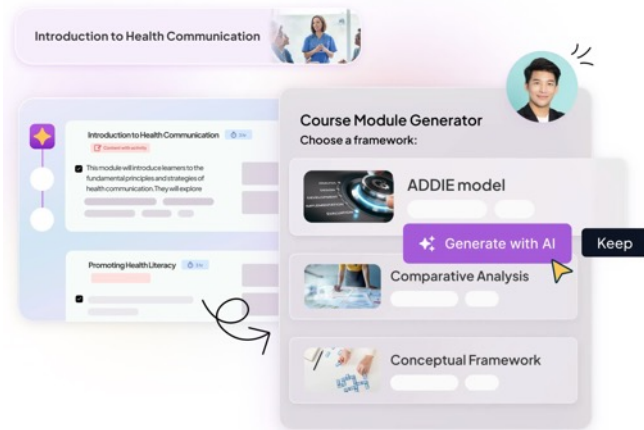 Introduction to Health Communication
Introduction to Health Communication
Content with activity
This module will introduce learners to the
fundamental principles and strategies of
health communication. They will explore
Promoting Health Literacy
Course Module Generator
Choose a framework:
ADDIE model
Generate with AI
Keep
Comparative Analysis
Conceptual Framework